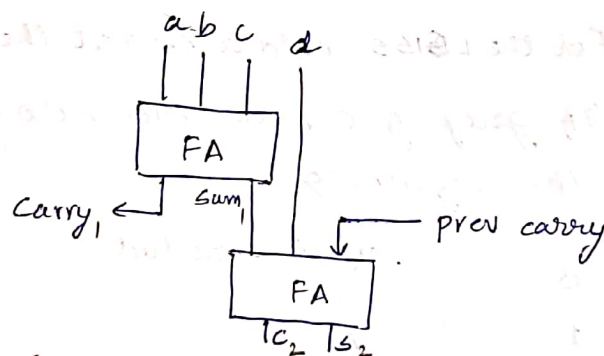 a b c d
FA
Carry₁ Sum₁
prev carry
FA
C₂ S₂